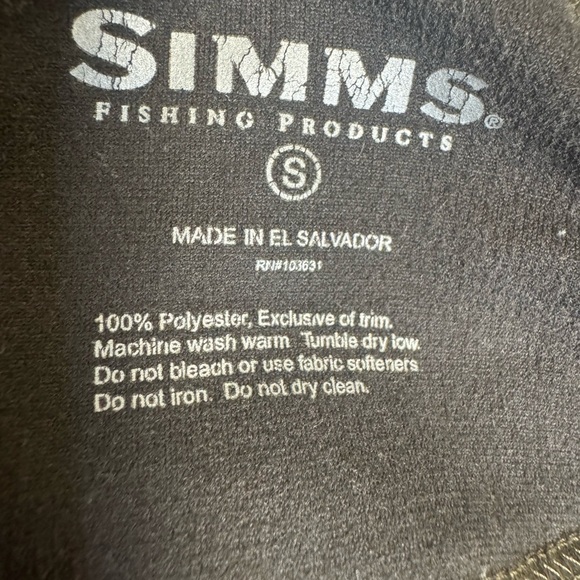 SIMMS®
FISHING PRODUCTS
S
MADE IN EL SALVADOR
RN#103631
100% Polyester, Exclusive of trim.
Machine wash warm Tumble dry low.
Do not bleach or use fabric softeners
Do not iron. Do not dry clean.